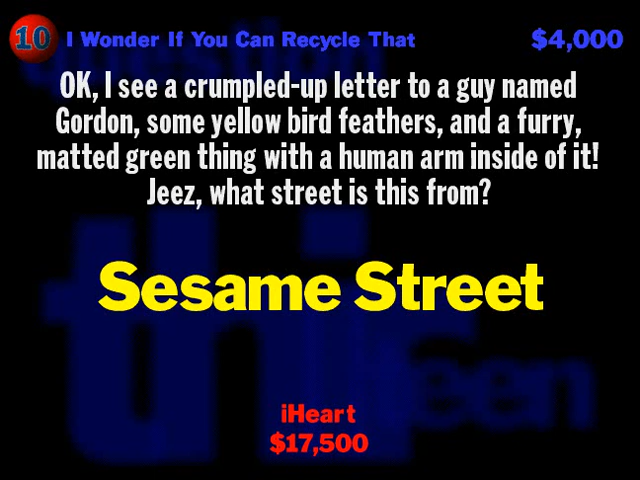 10 I Wonder If You Can Recycle That $4,000
OK, I see a crumpled-up letter to a guy named
Gordon, some yellow bird feathers, and a furry,
matted green thing with a human arm inside of it!
Jeez, what street is this from?
Sesame Street
iHeart
$17,500
question
thirteen